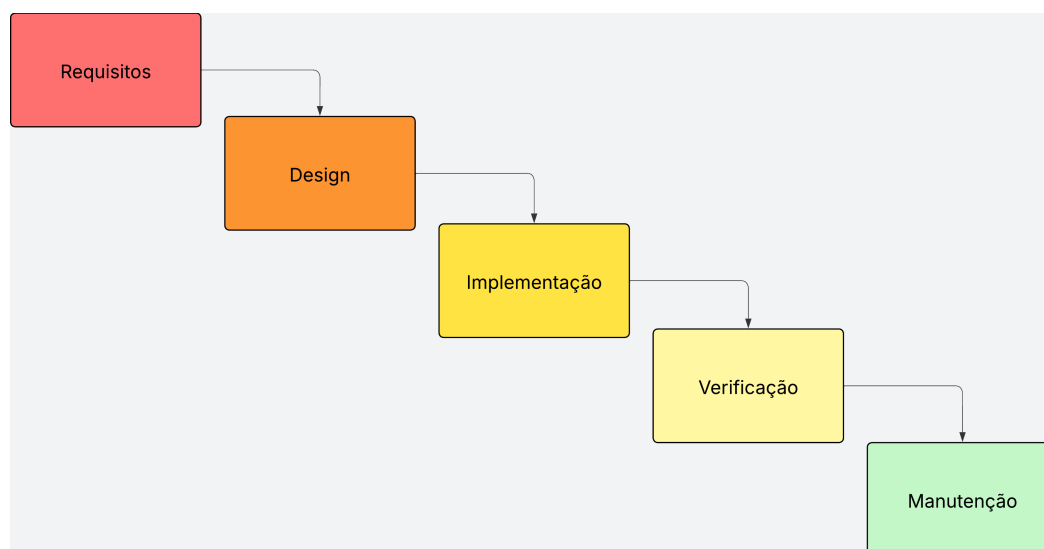 Requisitos
Design
Implementação
Verificação
Manutenção